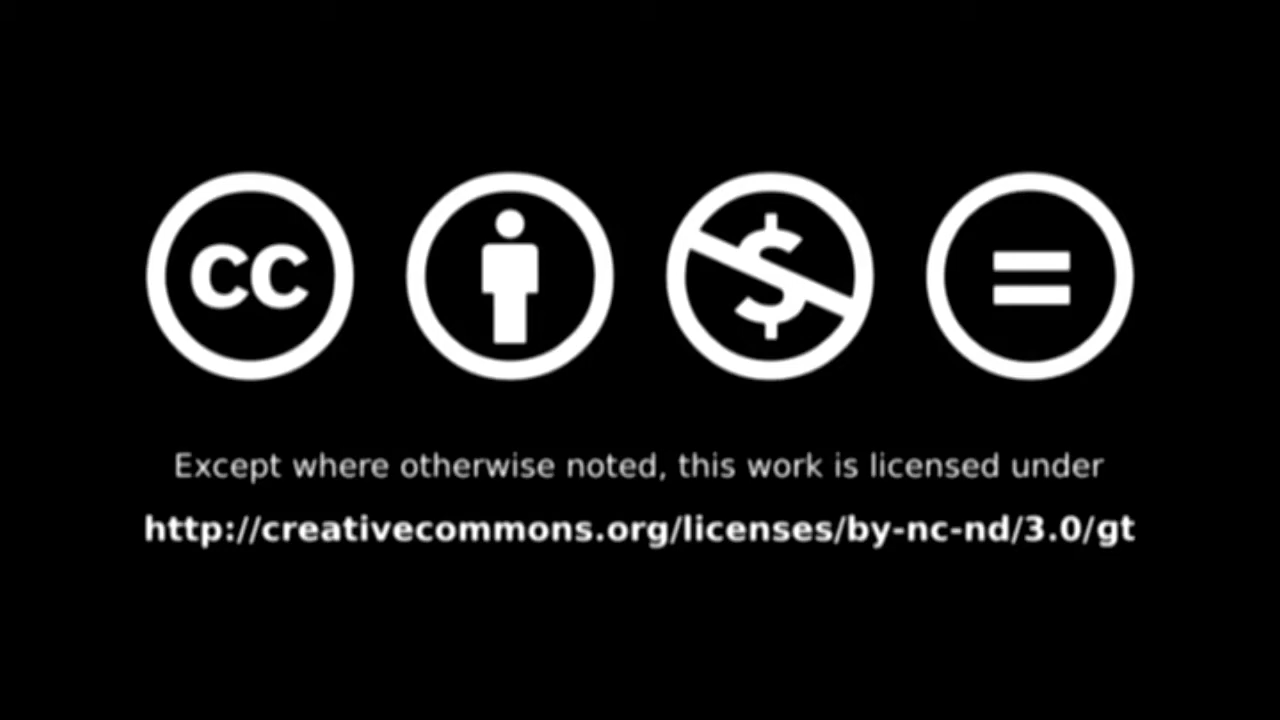 cc
Except where otherwise noted, this work is licensed under
http://creativecommons.org/licenses/by-nc-nd/3.0/gt